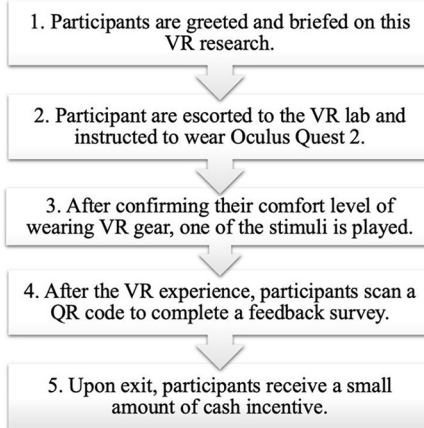 1. Participants are greeted and briefed on this
VR research.
2. Participant are escorted to the VR lab and
instructed to wear Oculus Quest 2.
3. After confirming their comfort level of
wearing VR gear, one of the stimuli is played.
4. After the VR experience, participants scan a
QR code to complete a feedback survey.
5. Upon exit, participants receive a small
amount of cash incentive.